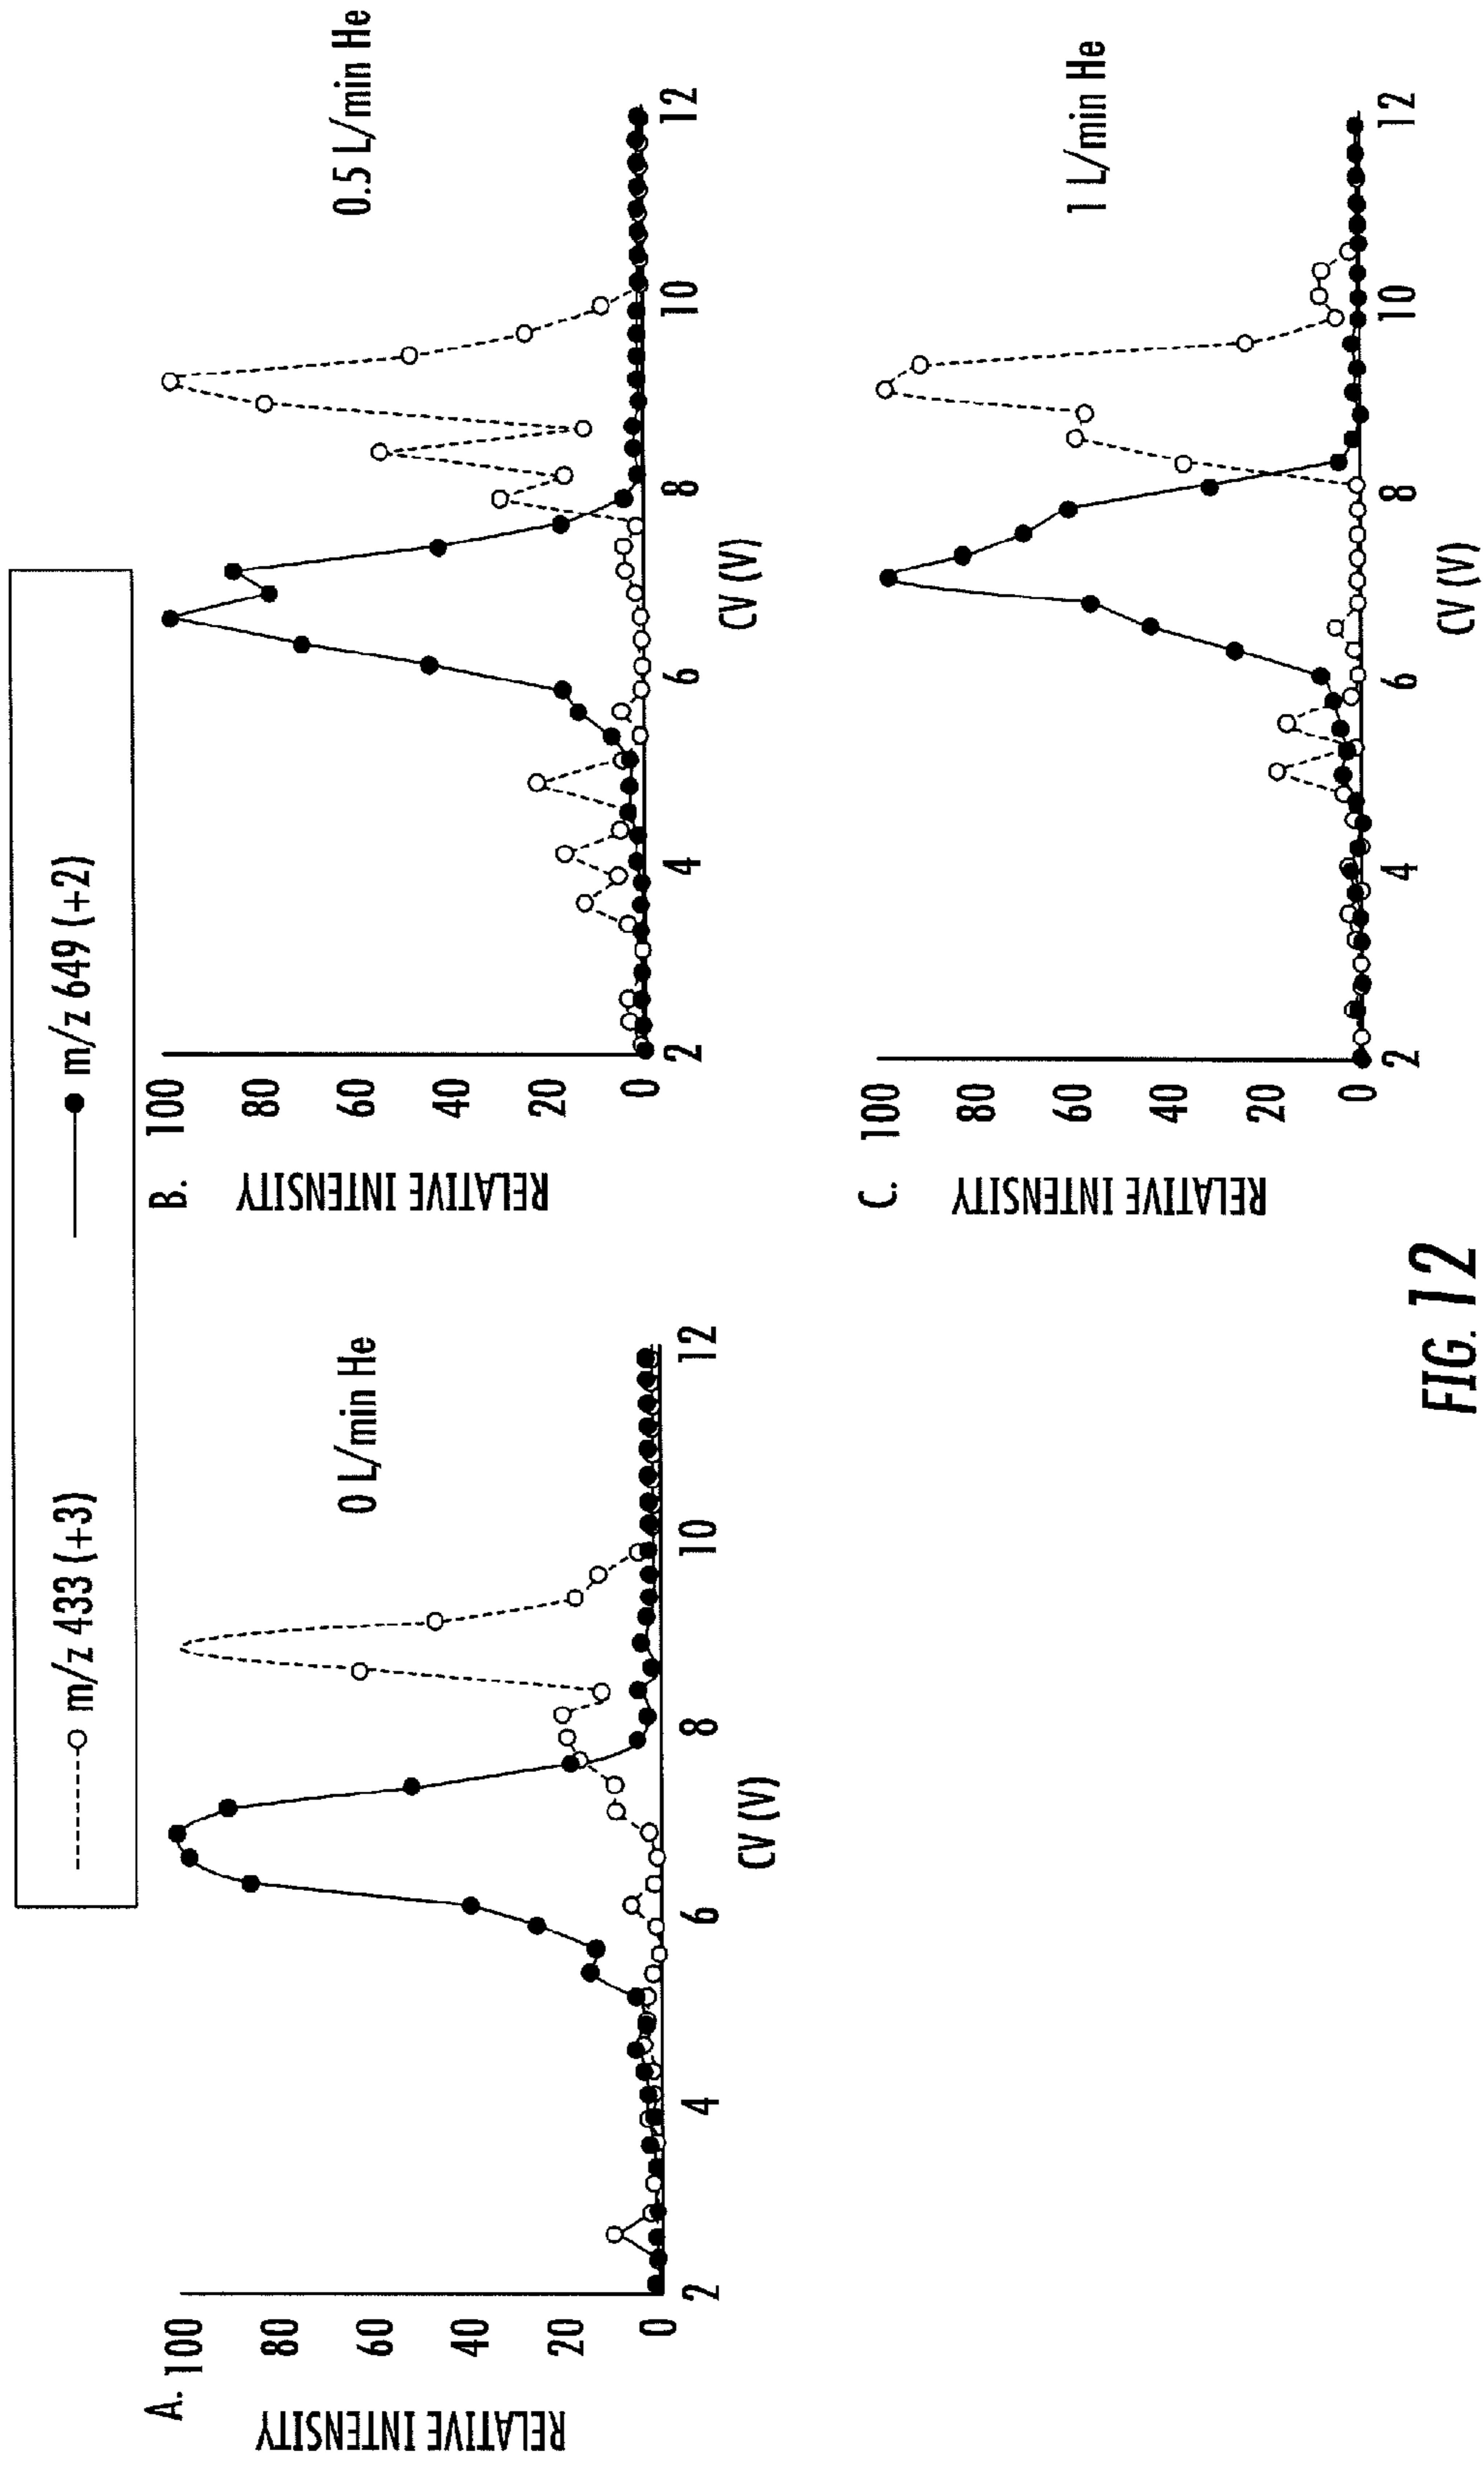 m/z 433 (+3) m/z 649 (+2)
A.
RELATIVE INTENSITY
100
80
60
40
20
0
2 4 6 8 10 12
CV (V)
0 L/min He
B.
RELATIVE INTENSITY
100
80
60
40
20
0
2 4 6 8 10 12
CV (V)
0.5 L/min He
C.
RELATIVE INTENSITY
100
80
60
40
20
0
2 4 6 8 10 12
CV (V)
1 L/min He
FIG. 12